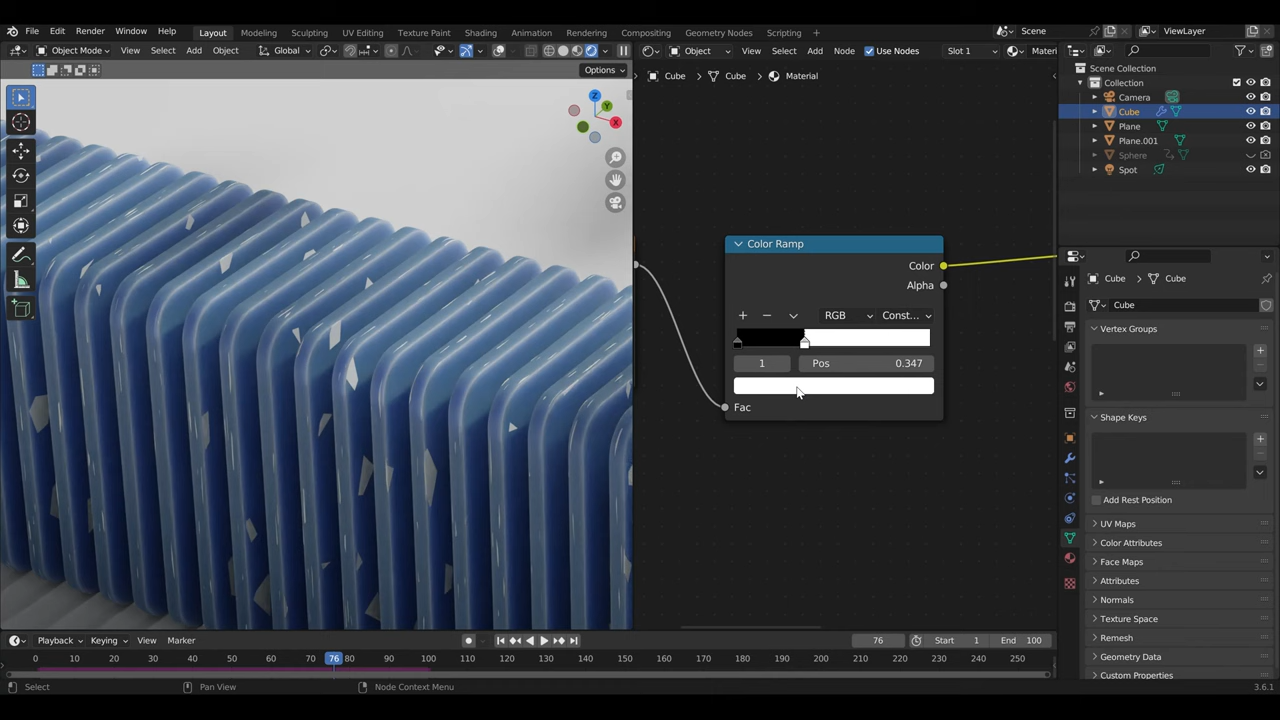 File Edit Render Window Help Layout Modeling Sculpting UV Editing Texture Paint Shading Animation Rendering Compositing Geometry Nodes Scripting + Scene ViewLayer
Object Mode View Select Add Object Global Object View Select Add Node Use Nodes Slot 1 Materi
Options
Cube > Cube > Material
Scene Collection
Collection
Camera
Cube
Plane
Plane.001
Sphere
Spot
Z
Y
X
Color Ramp
Color
Alpha
RGB Const...
1 Pos 0.347
Fac
Cube > Cube
Cube
Vertex Groups
Shape Keys
Add Rest Position
UV Maps
Color Attributes
Face Maps
Attributes
Normals
Texture Space
Remesh
Geometry Data
Custom Properties
Playback Keying View Marker 76 Start 1 End 100
0 10 20 30 40 50 60 70 76 80 90 100 110 120 130 140 150 160 170 180 190 200 210 220 230 240 250
Select Pan View Node Context Menu 3.6.1